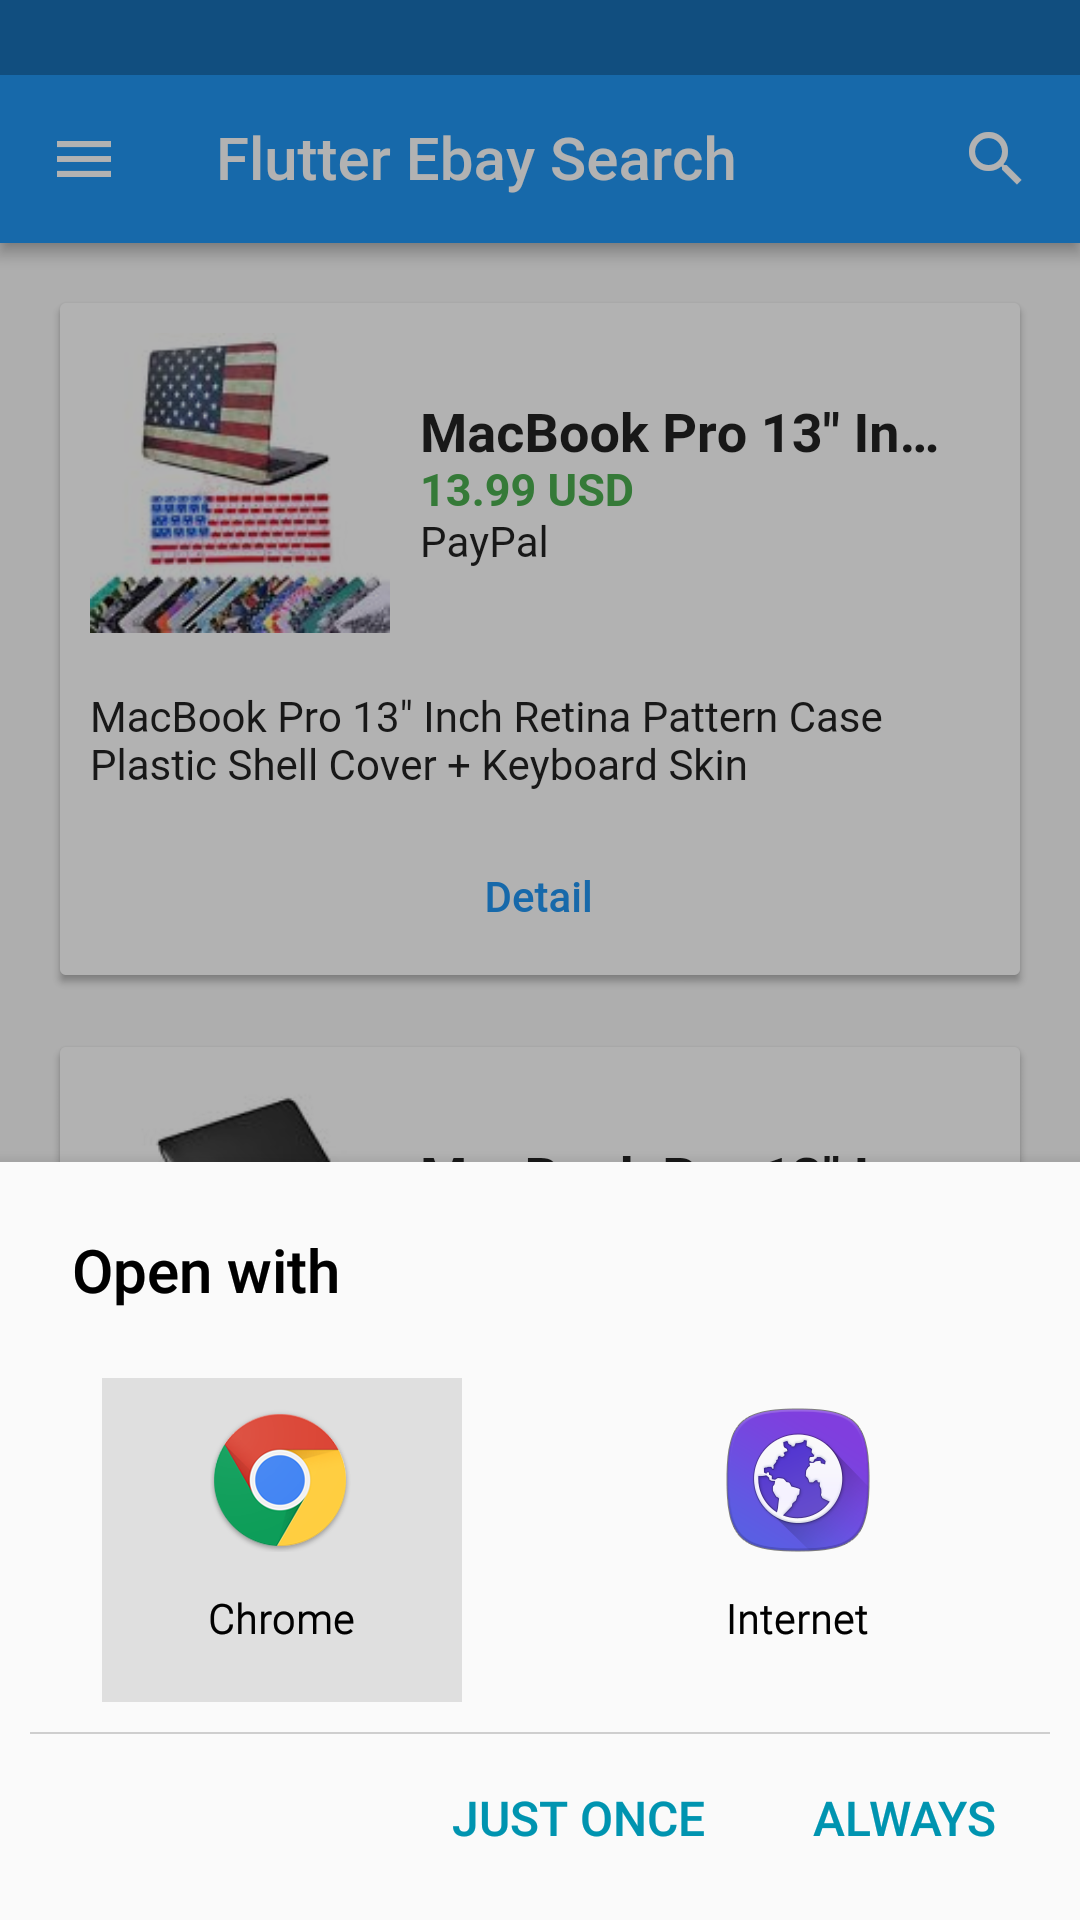 Flutter Ebay Search
MacBook Pro 13" In...
13.99 USD
PayPal
MacBook Pro 13" Inch Retina Pattern Case
Plastic Shell Cover + Keyboard Skin
Detail
Open with
Chrome
Internet
JUST ONCE
ALWAYS